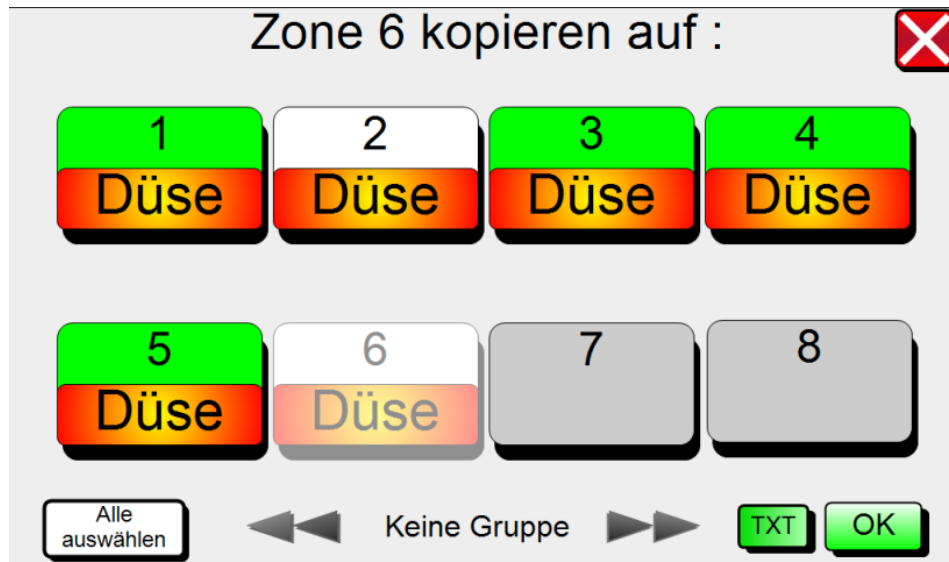 Zone 6 kopieren auf :
1 2 3 4
Düse Düse Düse Düse
5 6 7 8
Düse Düse
Alle
auswählen
Keine Gruppe
TXT
OK